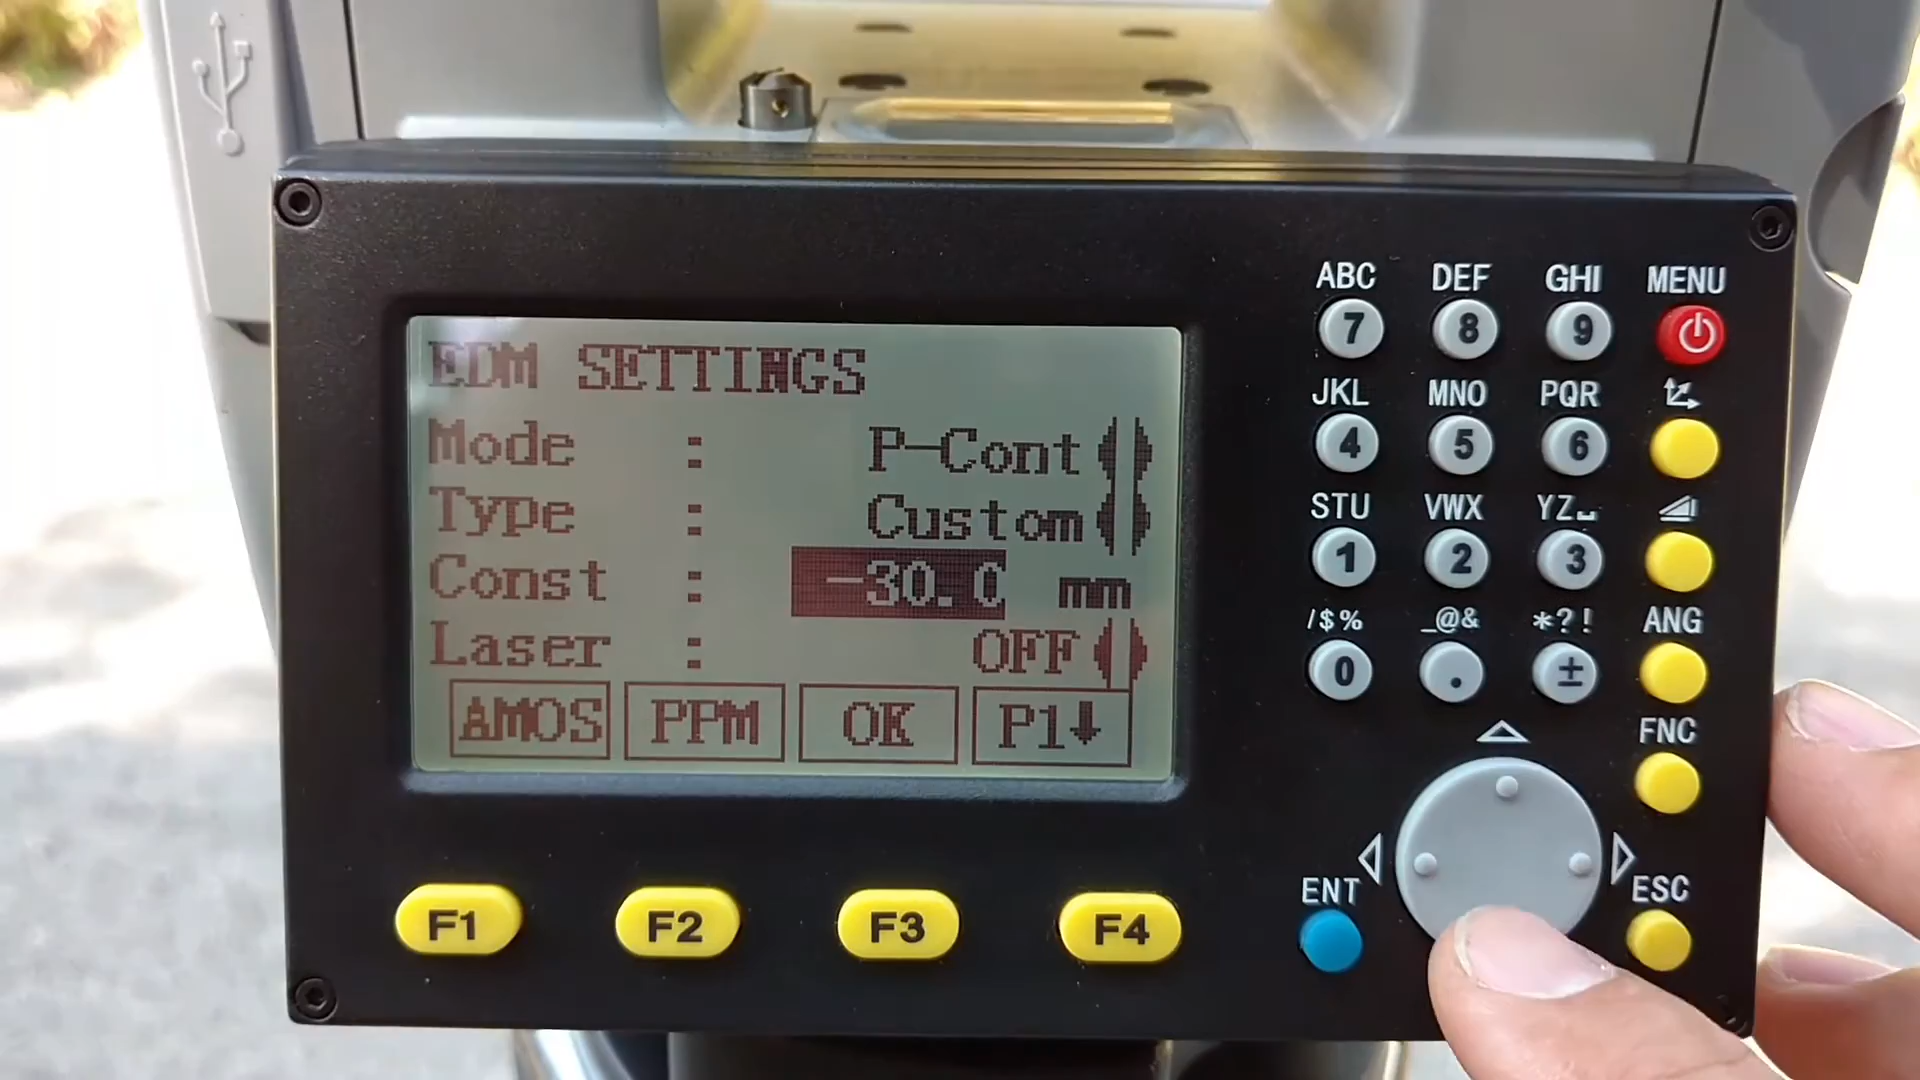 EDM SETTINGS
Mode : P-Cont
Type : Custom
Const : -30.0 mm
Laser : OFF
AMOS PPM OK P1↓
F1 F2 F3 F4
ABC DEF GHI MENU
7 8 9
JKL MNO PQR
4 5 6
STU VWX YZ␣
1 2 3
/$% _@& *?! ANG
0 . ±
FNC
ENT ESC